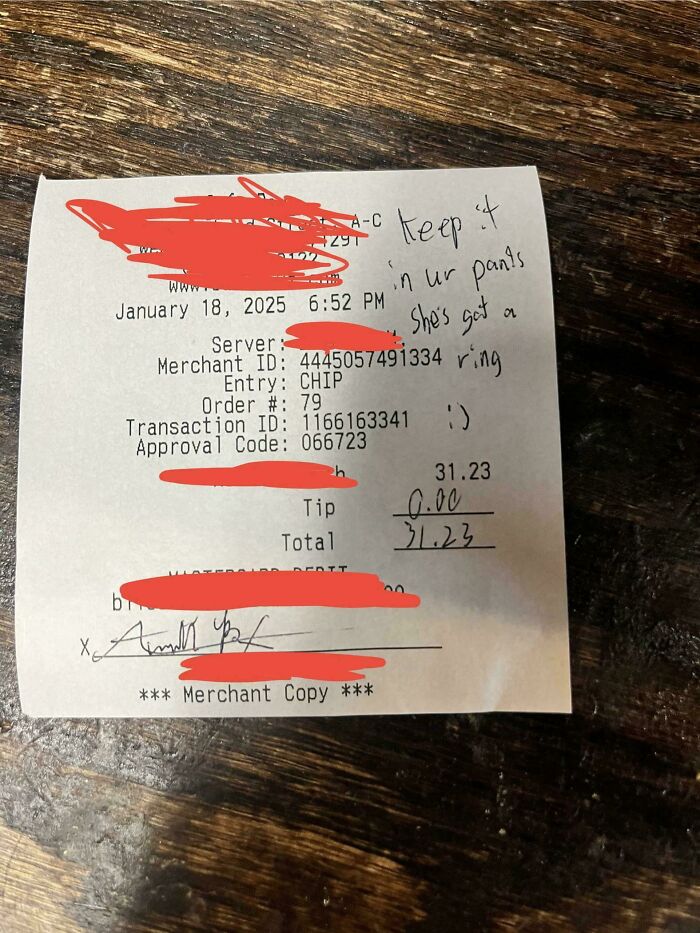 A-C
Keep it
in ur pants
January 18, 2025 6:52 PM
She's got a
Server:
Merchant ID: 4445057491334
ring
Entry: CHIP
Order #: 79
Transaction ID: 1166163341
:)
Approval Code: 066723
31.23
Tip 0.00
Total 31.23
X
*** Merchant Copy ***